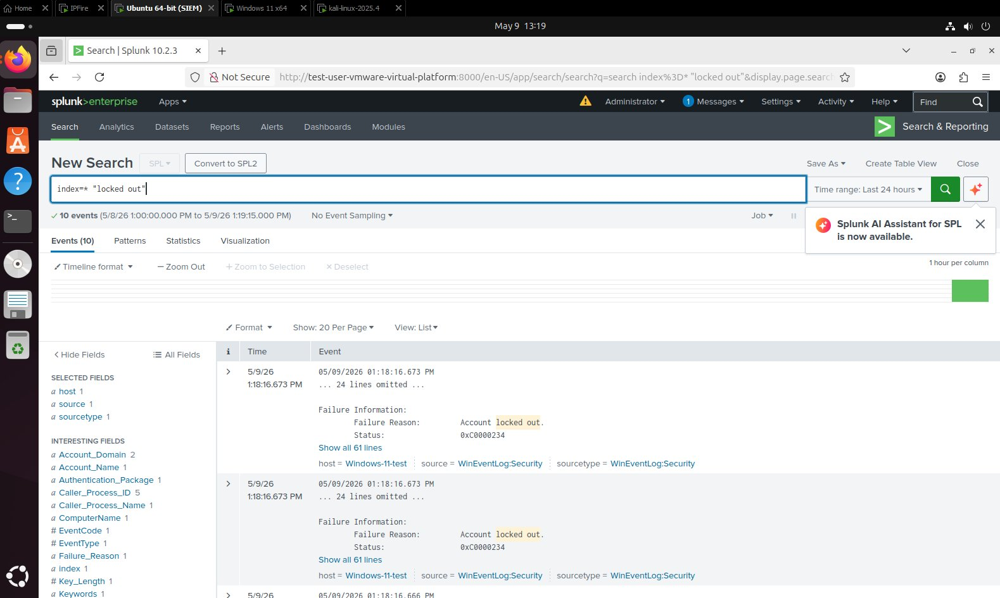 Home
IPFire
Ubuntu 64-bit (SIEM)
Windows 11 x64
kali-linux-2025.4
May 9 13:19
Search | Splunk 10.2.3
Not Secure
http://test-user-vmware-virtual-platform:8000/en-US/app/search/search?q=search index%3D* "locked out"&display.page.search
splunk>enterprise
Apps
Administrator
1 Messages
Settings
Activity
Help
Find
Search
Analytics
Datasets
Reports
Alerts
Dashboards
Modules
Search & Reporting
New Search
SPL
Convert to SPL2
Save As
Create Table View
Close
index=* "locked out"
Time range: Last 24 hours
10 events (5/8/26 1:00:00.000 PM to 5/9/26 1:19:15.000 PM)
No Event Sampling
Job
Splunk AI Assistant for SPL
is now available.
Events (10)
Patterns
Statistics
Visualization
Timeline format
Zoom Out
+ Zoom to Selection
× Deselect
1 hour per column
Format
Show: 20 Per Page
View: List
Hide Fields
All Fields
SELECTED FIELDS
a host 1
a source 1
a sourcetype 1
INTERESTING FIELDS
a Account_Domain 2
a Account_Name 1
a Authentication_Package 1
a Caller_Process_ID 5
a Caller_Process_Name 1
a ComputerName 1
# EventCode 1
# EventType 1
a Failure_Reason 1
a index 1
# Key_Length 1
a Keywords 1
i
Time
Event
5/9/26
1:18:16.673 PM
05/09/2026 01:18:16.673 PM
... 24 lines omitted ...
Failure Information:
Failure Reason: Account locked out.
Status: 0xC0000234
Show all 61 lines
host = Windows-11-test source = WinEventLog:Security sourcetype = WinEventLog:Security
5/9/26
1:18:16.673 PM
05/09/2026 01:18:16.673 PM
... 24 lines omitted ...
Failure Information:
Failure Reason: Account locked out.
Status: 0xC0000234
Show all 61 lines
host = Windows-11-test source = WinEventLog:Security sourcetype = WinEventLog:Security
5/9/26
05/09/2026 01:18:16.666 PM